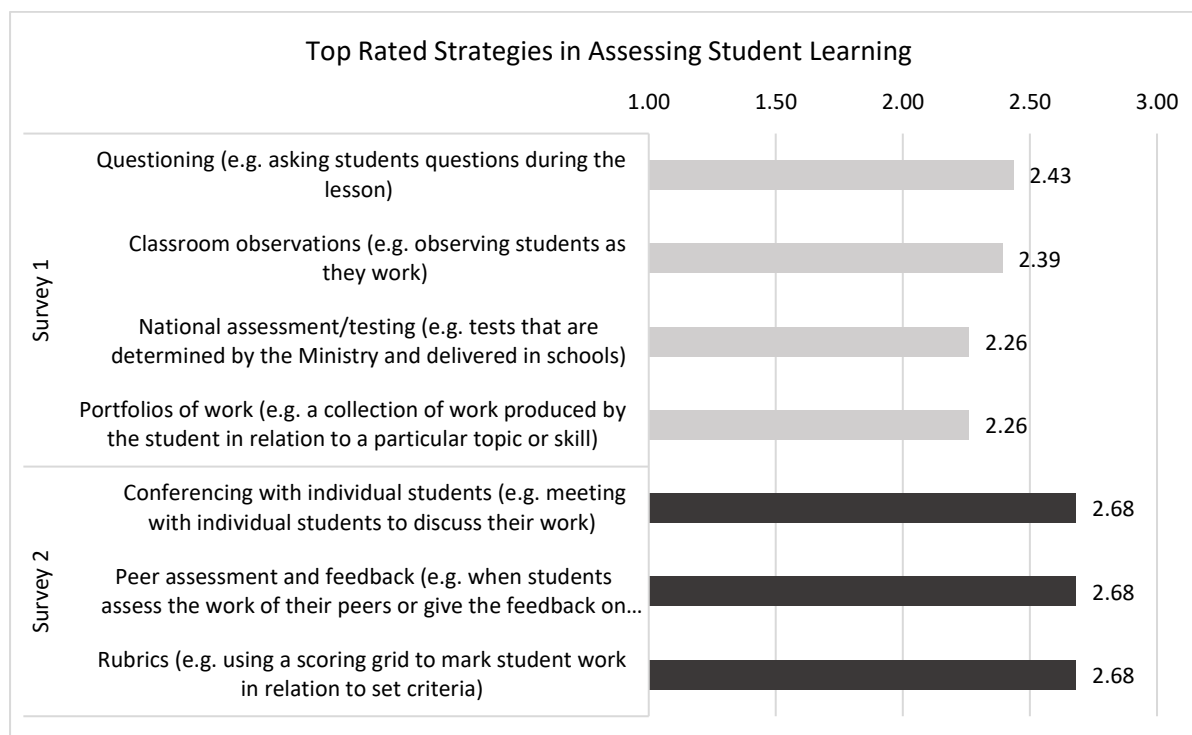 Top Rated Strategies in Assessing Student Learning
1.00 1.50 2.00 2.50 3.00
Survey 1
Questioning (e.g. asking students questions during the
lesson)
2.43
Classroom observations (e.g. observing students as
they work)
2.39
National assessment/testing (e.g. tests that are
determined by the Ministry and delivered in schools)
2.26
Portfolios of work (e.g. a collection of work produced by
the student in relation to a particular topic or skill)
2.26
Survey 2
Conferencing with individual students (e.g. meeting
with individual students to discuss their work)
2.68
Peer assessment and feedback (e.g. when students
assess the work of their peers or give the feedback on...
2.68
Rubrics (e.g. using a scoring grid to mark student work
in relation to set criteria)
2.68